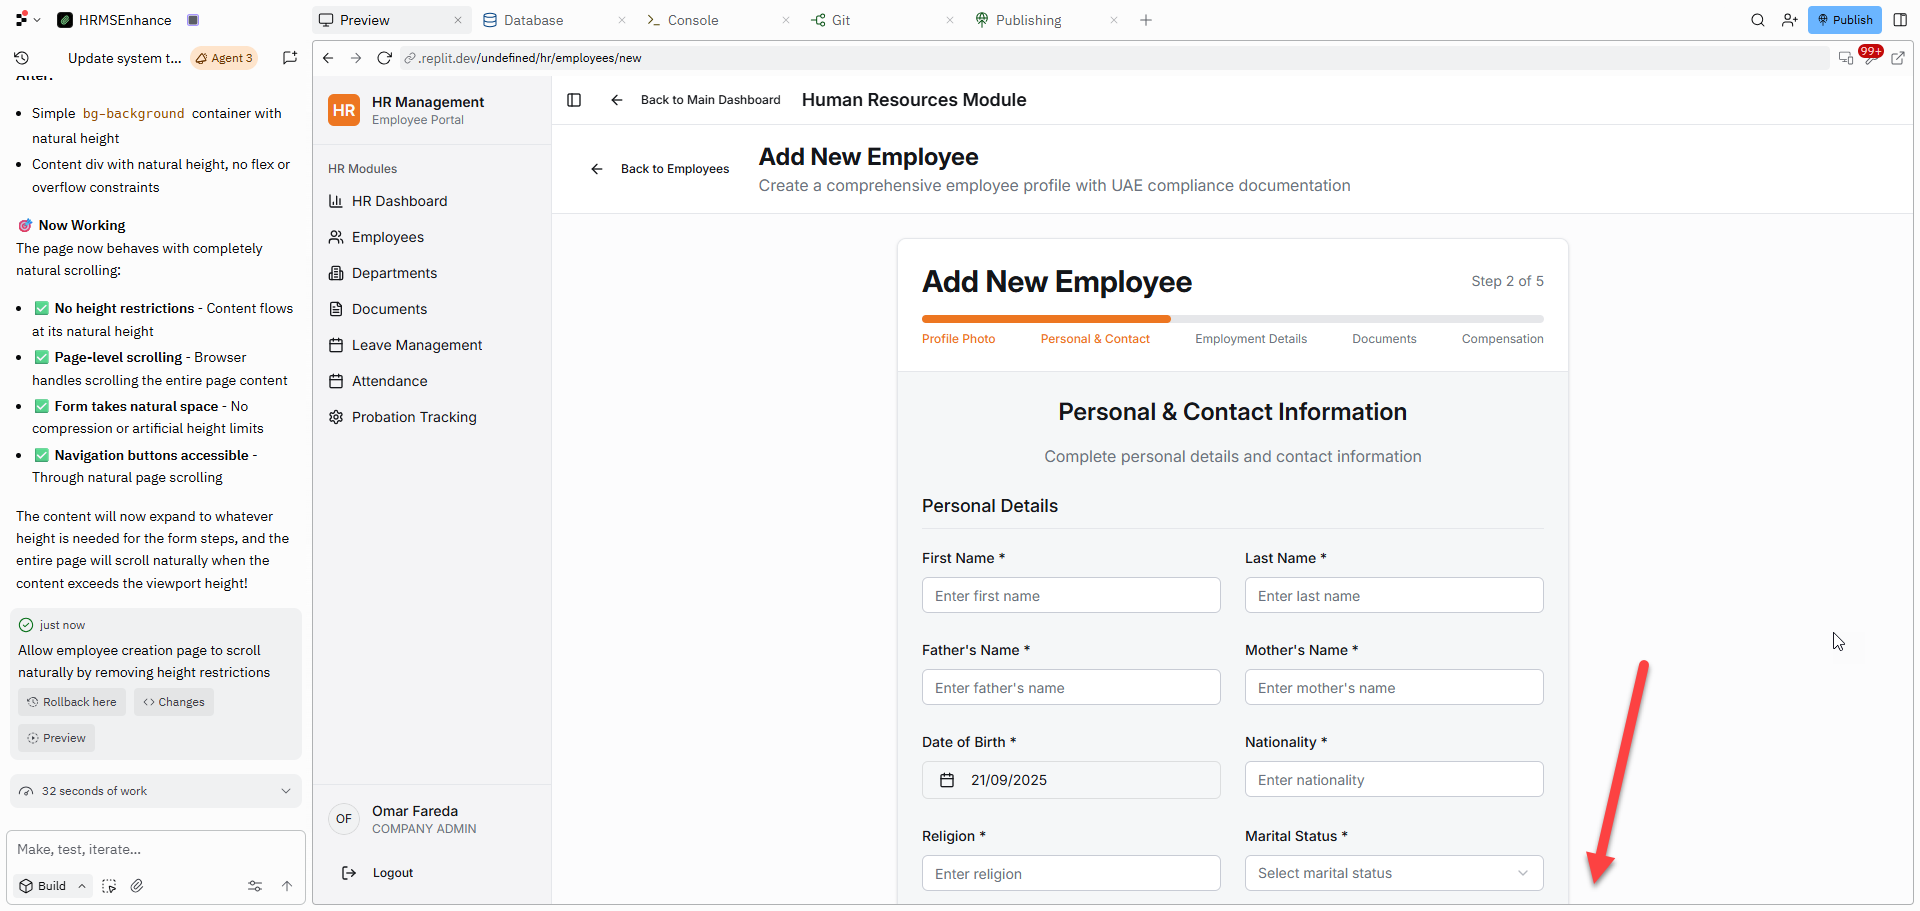 HRMSEnhance
Preview
Database
Console
Git
Publishing
Publish
Update system t...
Agent 3
.replit.dev/undefined/hr/employees/new
99+
After:
Simple bg-background container with
natural height
Content div with natural height, no flex or
overflow constraints
Now Working
The page now behaves with completely
natural scrolling:
No height restrictions - Content flows
at its natural height
Page-level scrolling - Browser
handles scrolling the entire page content
Form takes natural space - No
compression or artificial height limits
Navigation buttons accessible -
Through natural page scrolling
The content will now expand to whatever
height is needed for the form steps, and the
entire page will scroll naturally when the
content exceeds the viewport height!
just now
Allow employee creation page to scroll
naturally by removing height restrictions
Rollback here
Changes
Preview
32 seconds of work
Make, test, iterate...
Build
HR
HR Management
Employee Portal
HR Modules
HR Dashboard
Employees
Departments
Documents
Leave Management
Attendance
Probation Tracking
OF
Omar Fareda
COMPANY ADMIN
Logout
Back to Main Dashboard
Human Resources Module
Back to Employees
Add New Employee
Create a comprehensive employee profile with UAE compliance documentation
Add New Employee
Step 2 of 5
Profile Photo
Personal & Contact
Employment Details
Documents
Compensation
Personal & Contact Information
Complete personal details and contact information
Personal Details
First Name *
Last Name *
Enter first name
Enter last name
Father's Name *
Mother's Name *
Enter father's name
Enter mother's name
Date of Birth *
Nationality *
21/09/2025
Enter nationality
Religion *
Marital Status *
Enter religion
Select marital status